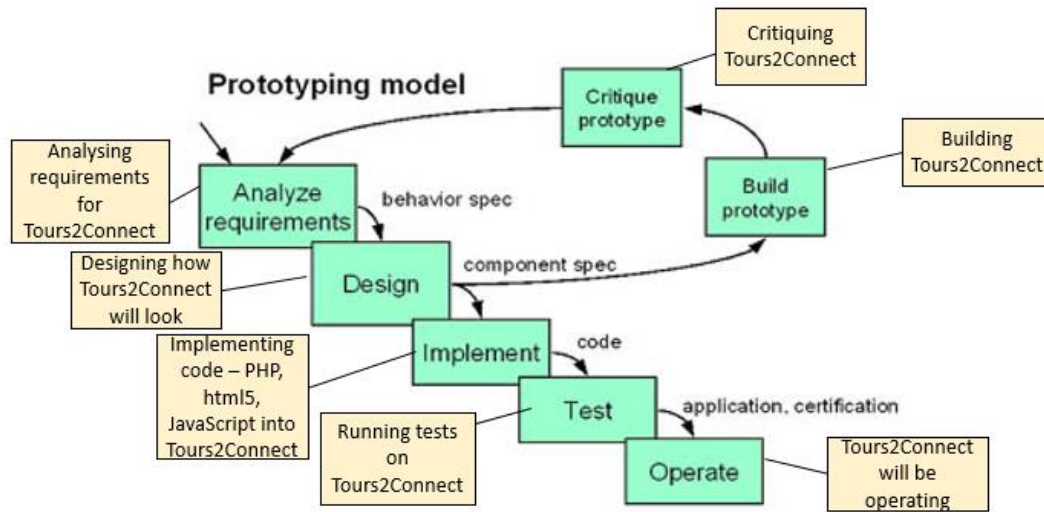 Critiquing
Tours2Connect
Prototyping model
Critique
prototype
Analysing
requirements
for
Tours2Connect
Building
Tours2Connect
Analyze
requirements
behavior spec
Build
prototype
Designing how
Tours2Connect
will look
Design
component spec
Implementing
code – PHP,
html5,
JavaScript into
Tours2Connect
Implement
code
Running tests
on
Tours2Connect
Test
application, certification
Operate
Tours2Connect
will be
operating